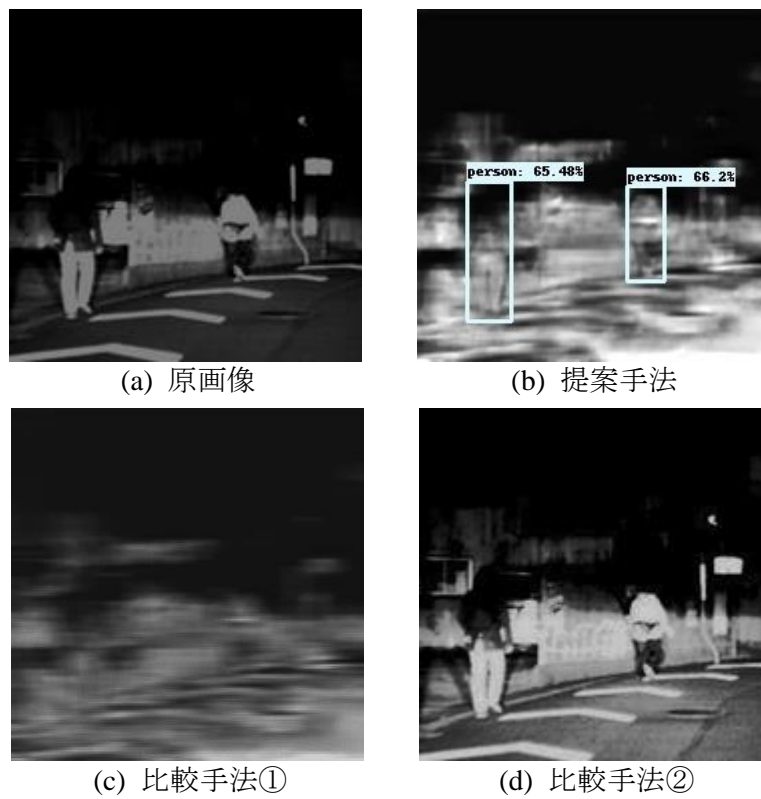 person: 65.48%
person: 66.2%
(a) 原画像
(b) 提案手法
(c) 比較手法①
(d) 比較手法②